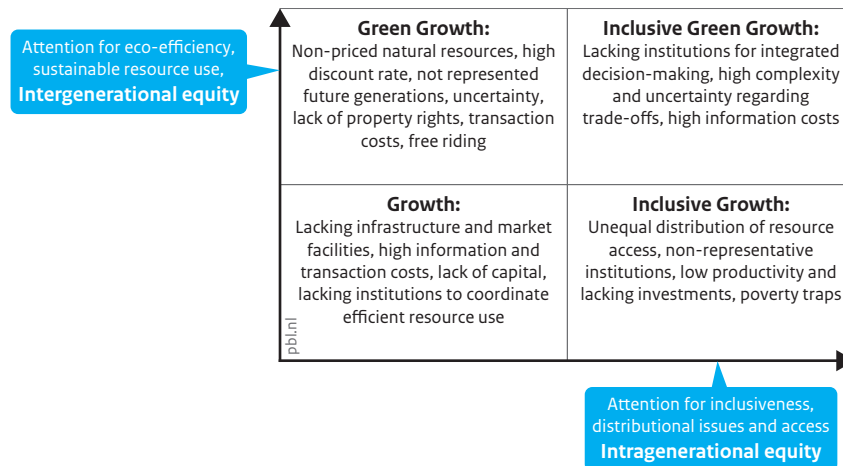 Attention for eco-efficiency,
sustainable resource use,
Intergenerational equity
Green Growth:
Non-priced natural resources, high
discount rate, not represented
future generations, uncertainty,
lack of property rights, transaction
costs, free riding
Inclusive Green Growth:
Lacking institutions for integrated
decision-making, high complexity
and uncertainty regarding
trade-offs, high information costs
Growth:
Lacking infrastructure and market
facilities, high information and
transaction costs, lack of capital,
lacking institutions to coordinate
efficient resource use
Inclusive Growth:
Unequal distribution of resource
access, non-representative
institutions, low productivity and
lacking investments, poverty traps
pbl.nl
Attention for inclusiveness,
distributional issues and access
Intragenerational equity